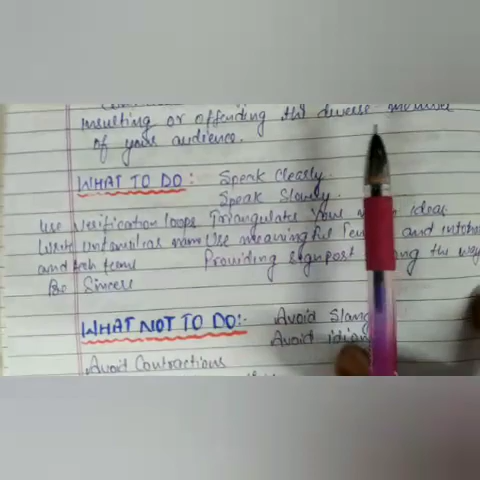 insulting or offending the diverse
of your audience.
WHAT TO DO: Speak Clearly.
Speak Slowly.
Use Verification loops Triangulate Your ideas
Write Unfamiliar Use meaningful and
and tech terms Providing signpost the way
Be Sincere
WHAT NOT TO DO:- Avoid Slang
Avoid
Avoid Contractions